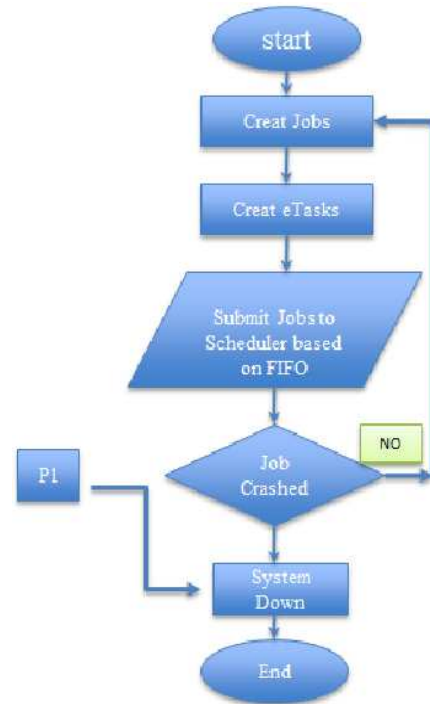 start
Creat Jobs
Creat eTasks
Submit Jobs to
Scheduler based
on FIFO
NO
Job
Crashed
P1
System
Down
End